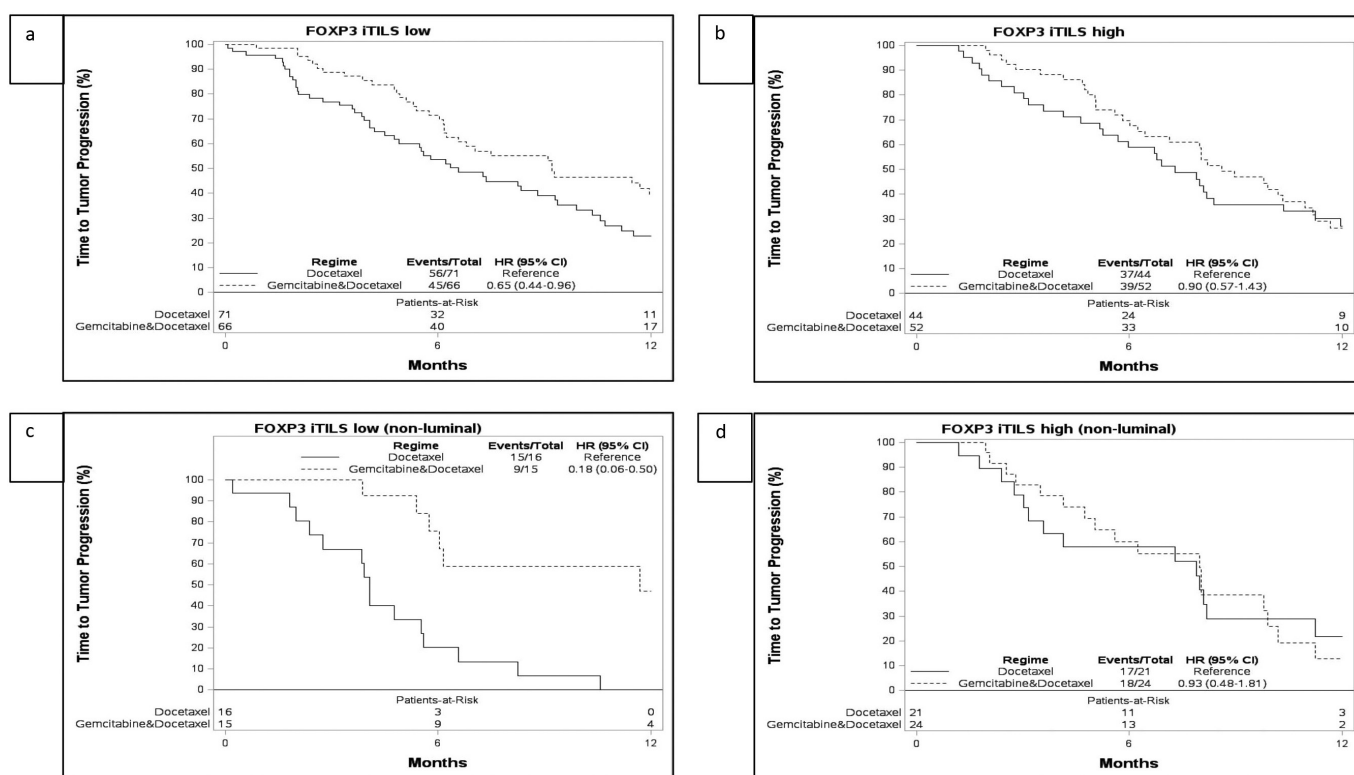 a
FOXP3 iTILS low
Time to Tumor Progression (%)
100
90
80
70
60
50
40
30
20
10
0
Regime Events/Total HR (95% CI)
Docetaxel 56/71 Reference
Gemcitabine&Docetaxel 45/66 0.65 (0.44-0.96)
Patients-at-Risk
Docetaxel 71 32 11
Gemcitabine&Docetaxel 66 40 17
0 6 12
Months
b
FOXP3 iTILS high
Time to Tumor Progression (%)
100
90
80
70
60
50
40
30
20
10
0
Regime Events/Total HR (95% CI)
Docetaxel 37/44 Reference
Gemcitabine&Docetaxel 39/52 0.90 (0.57-1.43)
Patients-at-Risk
Docetaxel 44 24 9
Gemcitabine&Docetaxel 52 33 10
0 6 12
Months
c
FOXP3 iTILS low (non-luminal)
Regime Events/Total HR (95% CI)
Docetaxel 15/16 Reference
Gemcitabine&Docetaxel 9/15 0.18 (0.06-0.50)
Time to Tumor Progression (%)
100
90
80
70
60
50
40
30
20
10
0
Patients-at-Risk
Docetaxel 16 3 0
Gemcitabine&Docetaxel 15 9 4
0 6 12
Months
d
FOXP3 iTILS high (non-luminal)
Time to Tumor Progression (%)
100
90
80
70
60
50
40
30
20
10
0
Regime Events/Total HR (95% CI)
Docetaxel 17/21 Reference
Gemcitabine&Docetaxel 18/24 0.93 (0.48-1.81)
Patients-at-Risk
Docetaxel 21 11 3
Gemcitabine&Docetaxel 24 13 2
0 6 12
Months